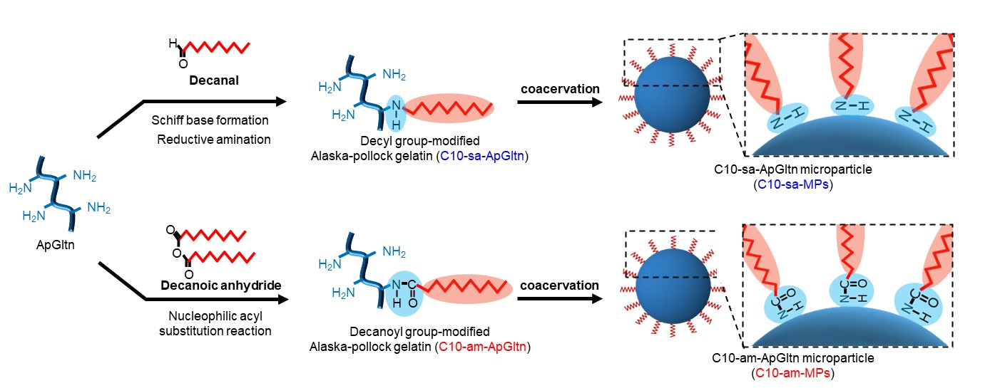 H
O
Decanal
Schiff base formation
Reductive amination
H₂N
NH₂
H₂N
N
H
Decyl group-modified
Alaska-pollock gelatin (C10-sa-ApGltn)
coacervation
N-H
N-H
N-H
C10-sa-ApGltn microparticle
(C10-sa-MPs)
H₂N
NH₂
H₂N
NH₂
ApGltn
O
O
O
Decanoic anhydride
Nucleophilic acyl
substitution reaction
H₂N
NH₂
H₂N
N-C
H O
Decanoyl group-modified
Alaska-pollock gelatin (C10-am-ApGltn)
coacervation
C=O
N-H
C=O
N-H
C=O
N-H
C10-am-ApGltn microparticle
(C10-am-MPs)